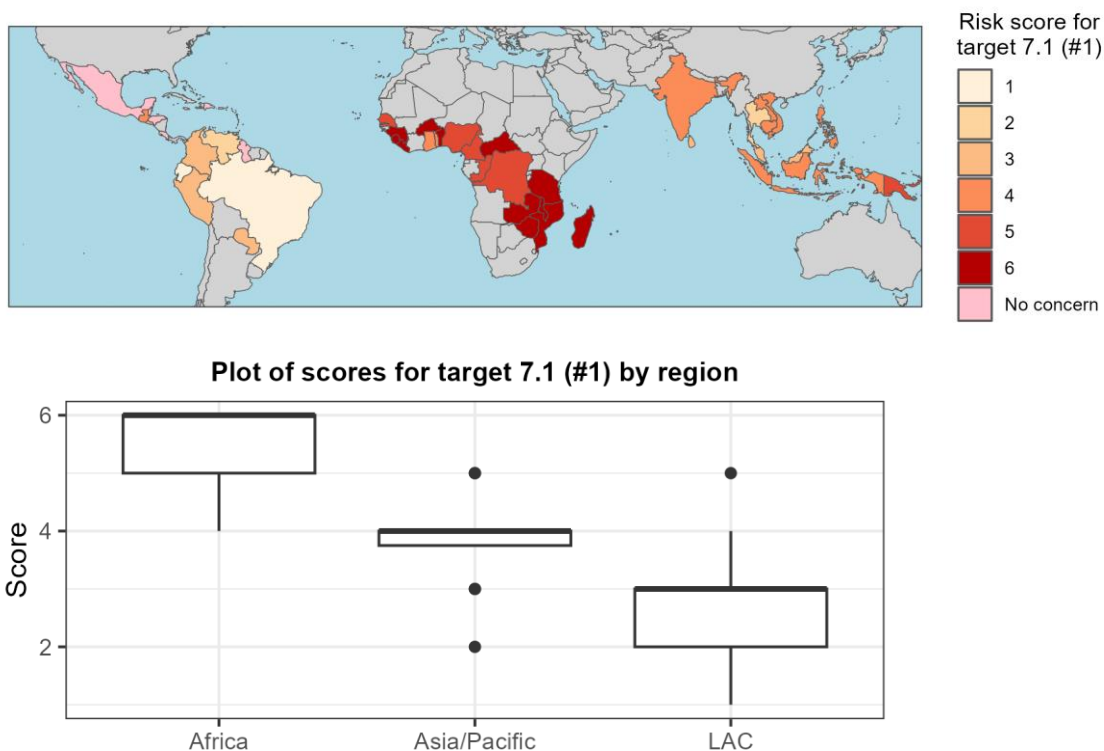 Risk score for
target 7.1 (#1)
1
2
3
4
5
6
No concern
Plot of scores for target 7.1 (#1) by region
Score
6
4
2
Africa
Asia/Pacific
LAC